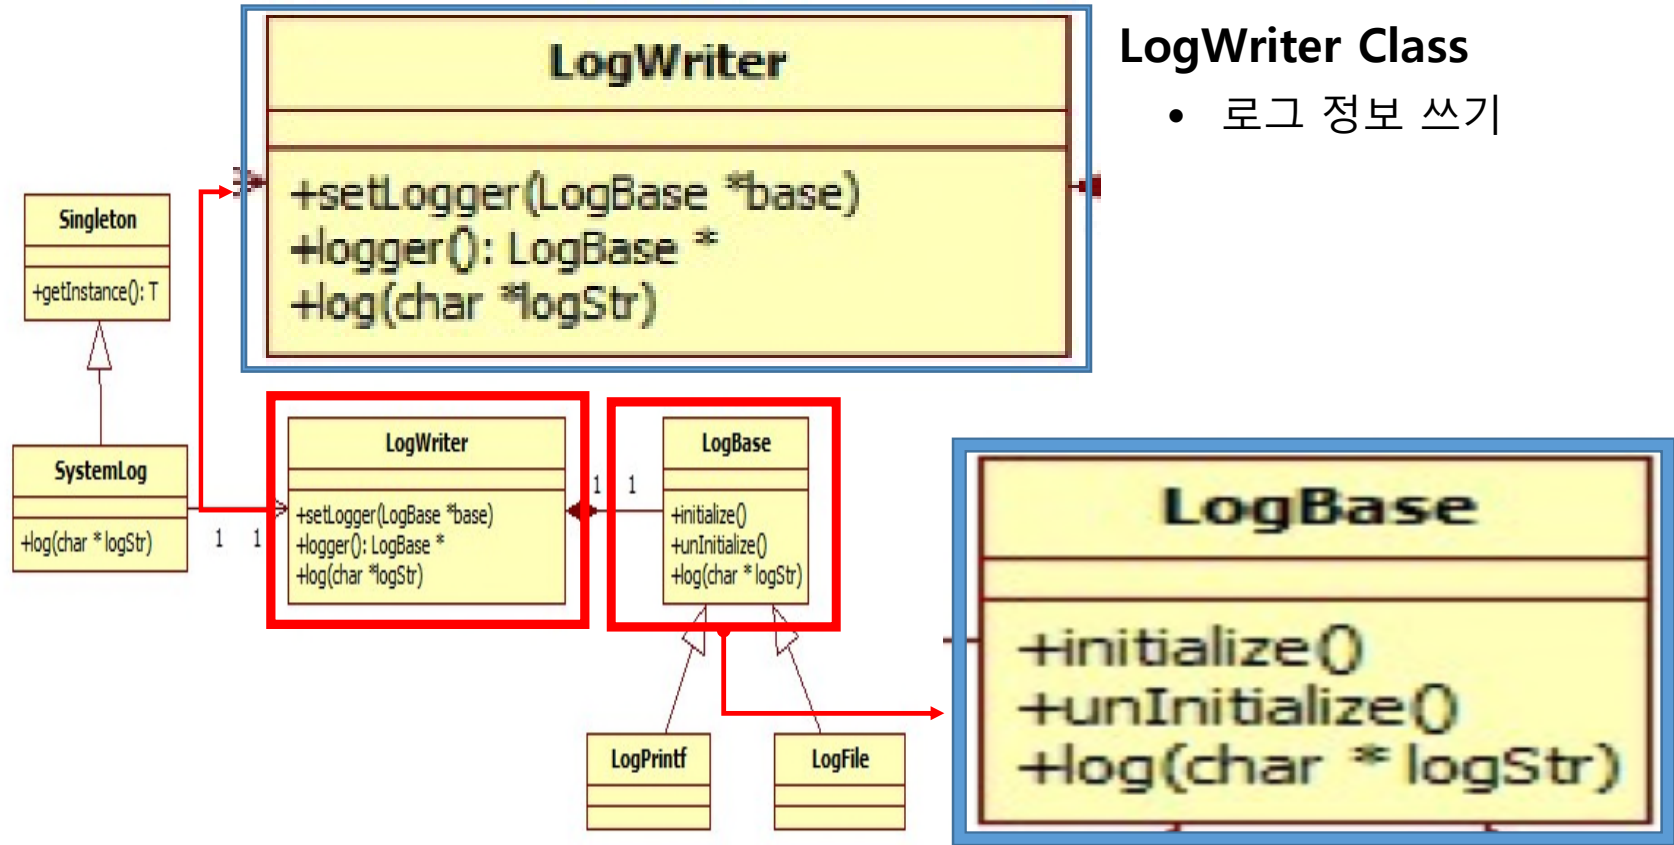 LogWriter
+setLogger(LogBase *base)
+logger(): LogBase *
+log(char *logStr)
LogWriter Class
• 로그 정보 쓰기
Singleton
+getInstance(): T
SystemLog
+log(char * logStr)
1 1
LogWriter
+setLogger(LogBase *base)
+logger(): LogBase *
+log(char *logStr)
1 1
LogBase
+initialize()
+unInitialize()
+log(char * logStr)
LogPrintf
LogFile
LogBase
+initialize()
+unInitialize()
+log(char * logStr)